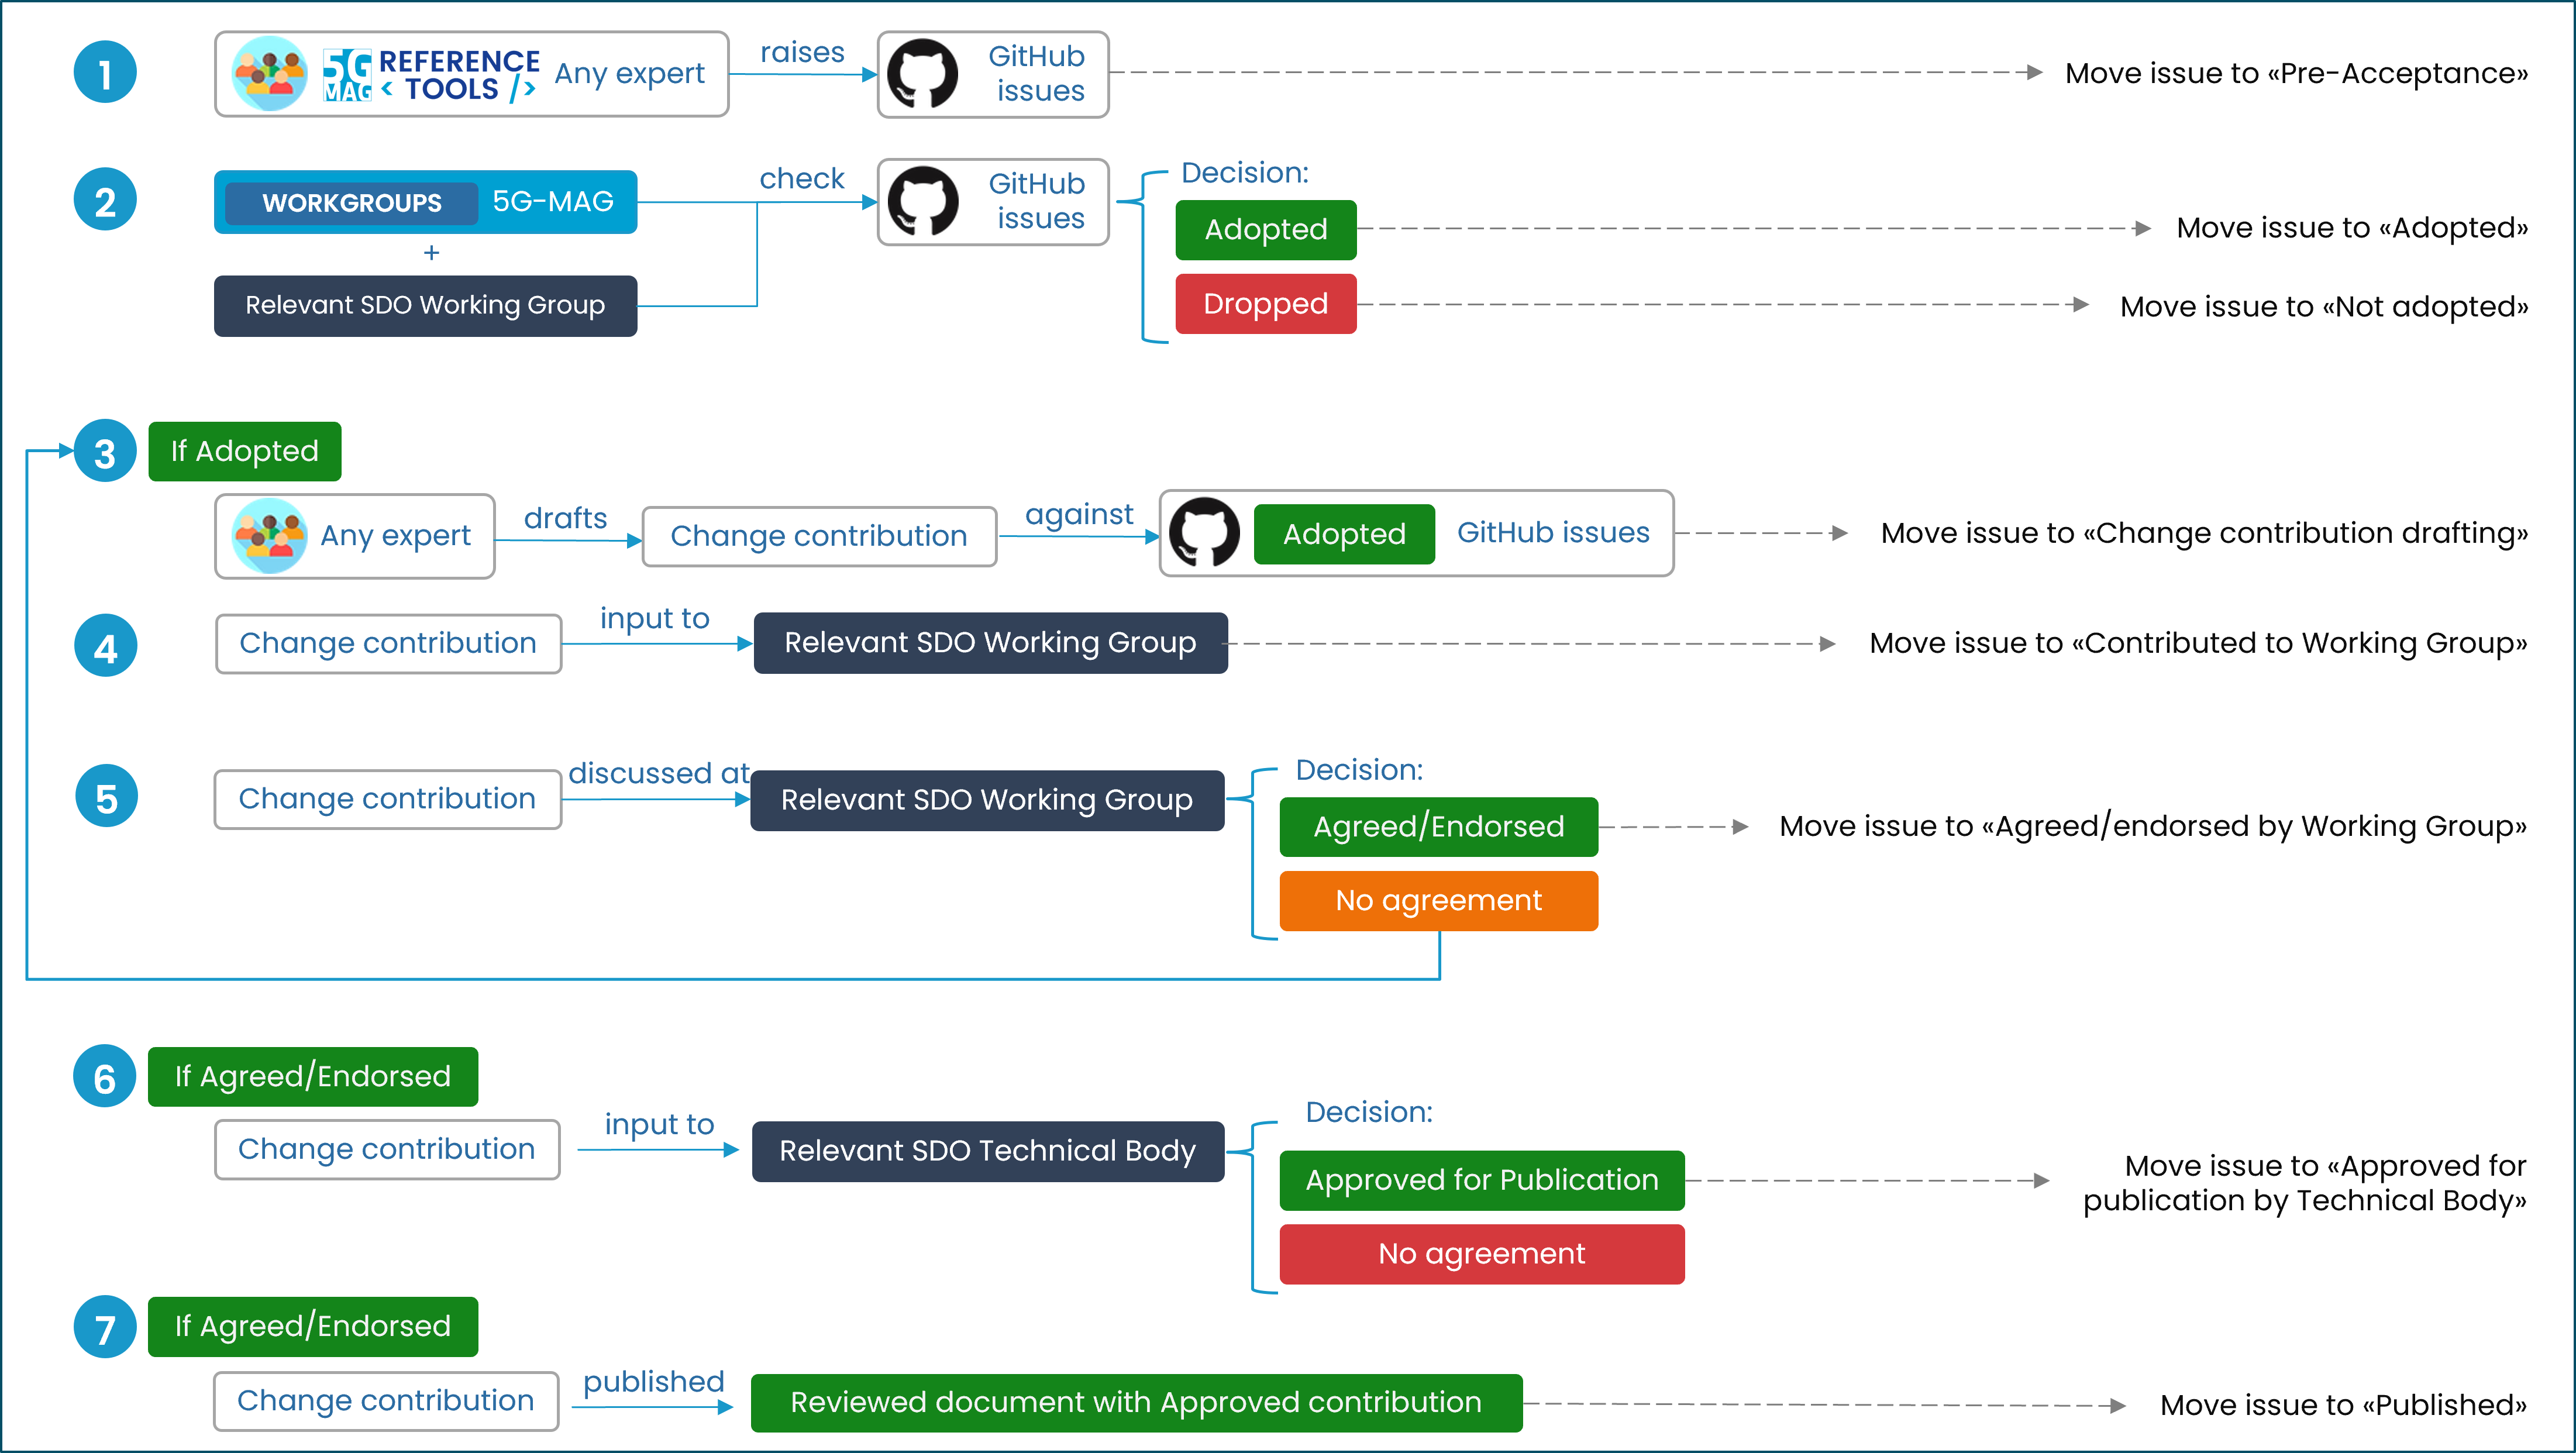 1
5G
MAG
REFERENCE
< TOOLS />
Any expert
raises
GitHub
issues
Move issue to «Pre-Acceptance»
2
WORKGROUPS
5G-MAG
+
Relevant SDO Working Group
check
GitHub
issues
Decision:
Adopted
Move issue to «Adopted»
Dropped
Move issue to «Not adopted»
3
If Adopted
Any expert
drafts
Change contribution
against
Adopted
GitHub issues
Move issue to «Change contribution drafting»
4
Change contribution
input to
Relevant SDO Working Group
Move issue to «Contributed to Working Group»
5
Change contribution
discussed at
Relevant SDO Working Group
Decision:
Agreed/Endorsed
Move issue to «Agreed/endorsed by Working Group»
No agreement
6
If Agreed/Endorsed
Change contribution
input to
Relevant SDO Technical Body
Decision:
Approved for Publication
Move issue to «Approved for
publication by Technical Body»
No agreement
7
If Agreed/Endorsed
Change contribution
published
Reviewed document with Approved contribution
Move issue to «Published»